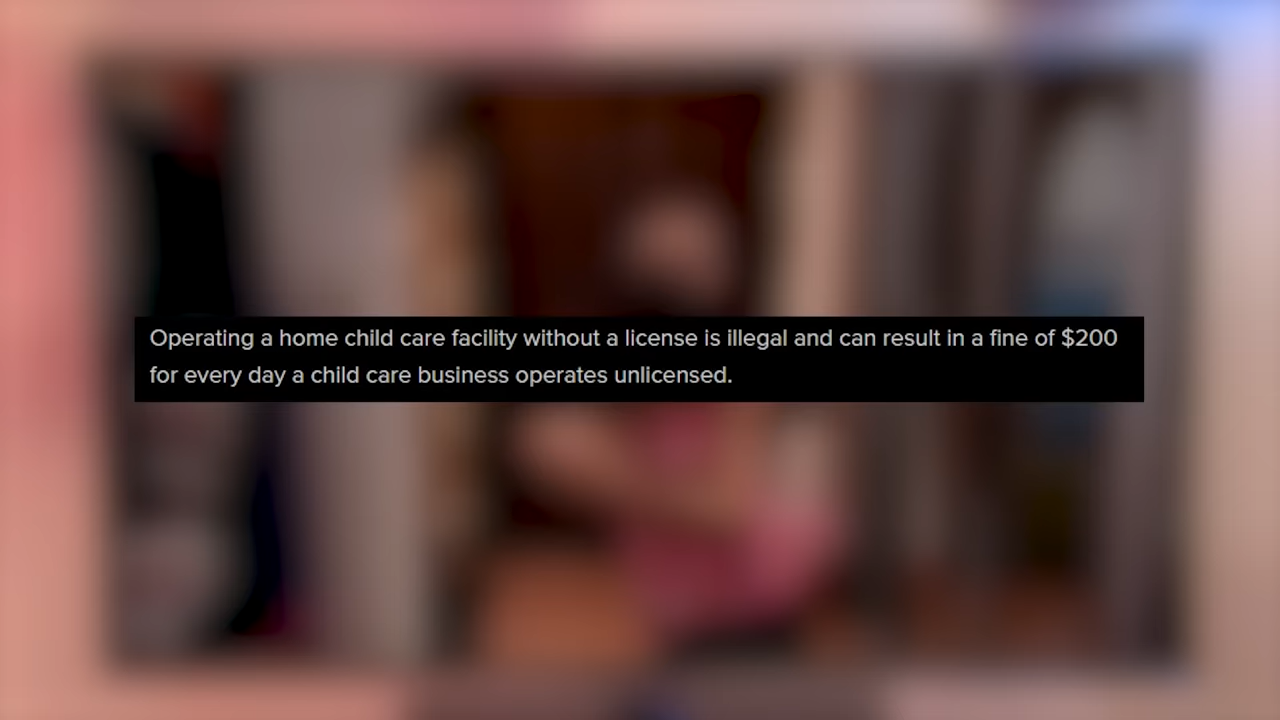 Operating a home child care facility without a license is illegal and can result in a fine of $200
for every day a child care business operates unlicensed.